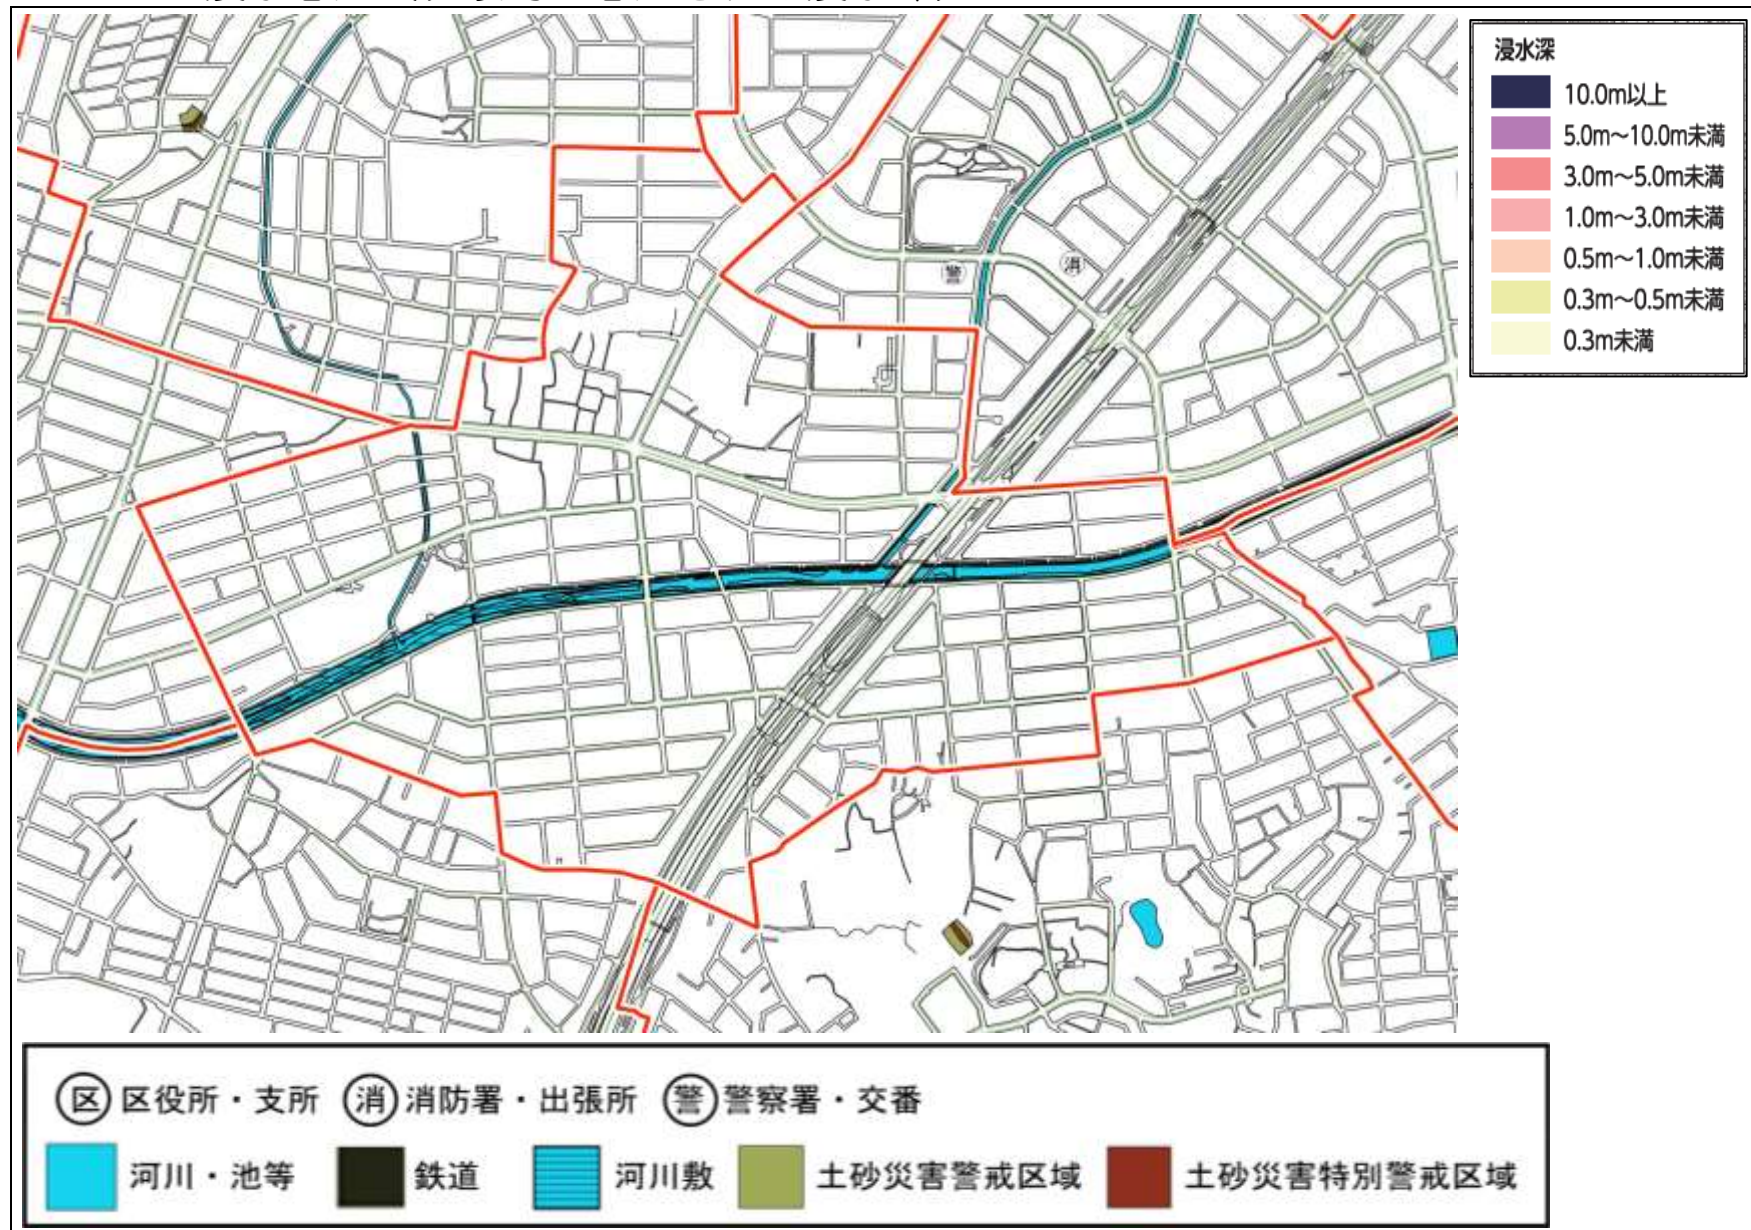 浸水深
10.0m以上
5.0m～10.0m未満
3.0m～5.0m未満
1.0m～3.0m未満
0.5m～1.0m未満
0.3m～0.5m未満
0.3m未満
警
消
区 区役所・支所 消 消防署・出張所 警 警察署・交番
河川・池等 鉄道 河川敷 土砂災害警戒区域 土砂災害特別警戒区域